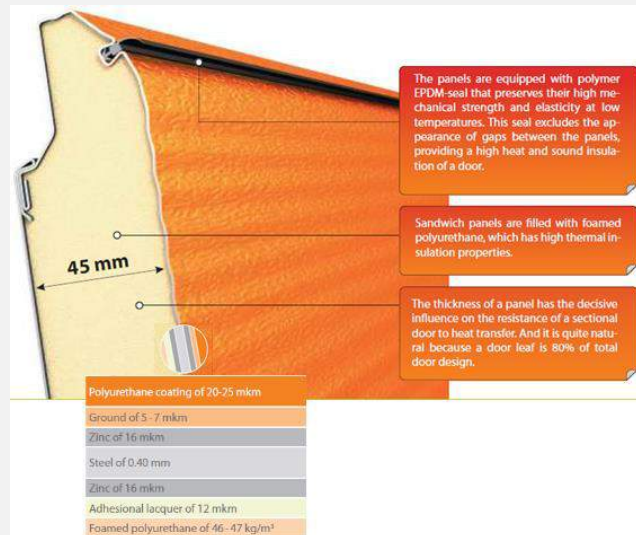 The panels are equipped with polymer
EPDM-seal that preserves their high me-
chanical strength and elasticity at low
temperatures. This seal excludes the ap-
pearance of gaps between the panels,
providing a high heat and sound insula-
tion of a door.
Sandwich panels are filled with foamed
polyurethane, which has high thermal in-
sulation properties.
45 mm
The thickness of a panel has the decisive
influence on the resistance of a sectional
door to heat transfer. And it is quite natu-
ral because a door leaf is 80% of total
door design.
Polyurethane coating of 20-25 mkm
Ground of 5 - 7 mkm
Zinc of 16 mkm
Steel of 0.40 mm
Zinc of 16 mkm
Adhesional lacquer of 12 mkm
Foamed polyurethane of 46- 47 kg/m³